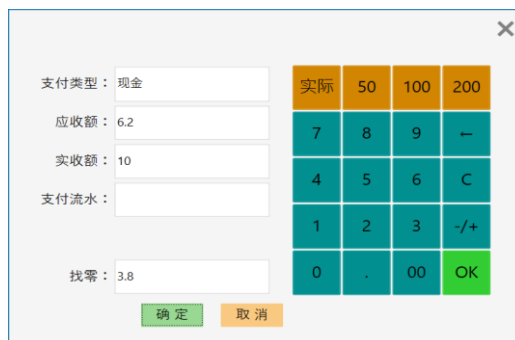 支付类型： 现金
应收额： 6.2
实收额： 10
支付流水：
找零： 3.8
确 定 取 消
实际 50 100 200
7 8 9 ←
4 5 6 C
1 2 3 -/+
0 . 00 OK